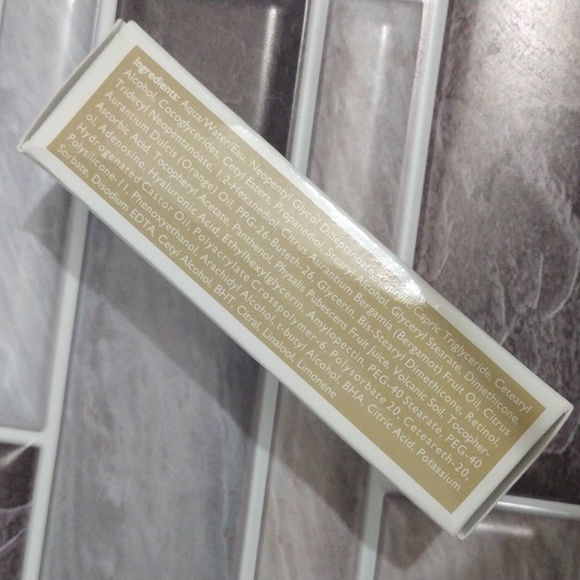 Ingredients: Aqua/Water/Eau, Neopentyl Glycol Capric Triglyceride, Cetearyl
Alcohol, Cocoglycerides, Cetyl Esters, Propanediol, Stearyl Alcohol, Glyceryl Stearate, Dimethicone,
Tridecyl Neopentanoate, 1,2-Hexanediol, Citrus Aurantium Bergamia (Bergamot) Fruit Oil, Citrus
Aurantium Dulcis (Orange) Oil, PPG-26-Buteth-26, Glycerin, Bis-Stearyl Dimethicone, Retinol,
Ascorbic Acid, Tocopheryl Acetate, Panthenol, Physalis Pubescens Fruit Juice, Volcanic Soil, Tocopher-
ol, Adenosine, Hyaluronic Acid, Ethylhexylglycerin, Amylopectin, PEG-40 Stearate, PEG-40
Hydrogenated Castor Oil, Polyacrylate Crosspolymer-6, Polysorbate 20, Ceteareth-20,
Polysilicone-11, Phenoxyethanol, Arachidyl Alcohol, t-butyl Alcohol, BHA, Citric Acid, Potassium
Sorbate, Disodium EDTA, Cetyl Alcohol, BHT, Citral, Linalool, Limonene